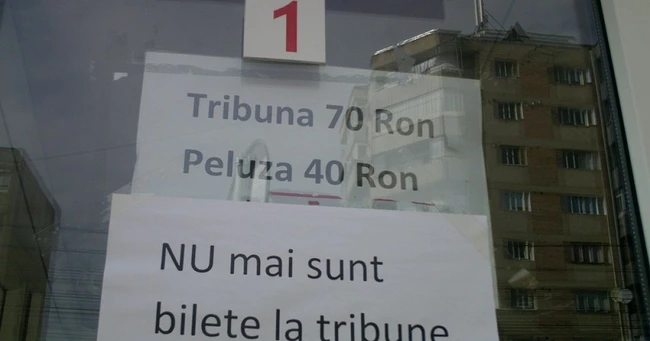 1
Tribuna 70 Ron
Peluza 40 Ron
NU mai sunt
bilete la tribune